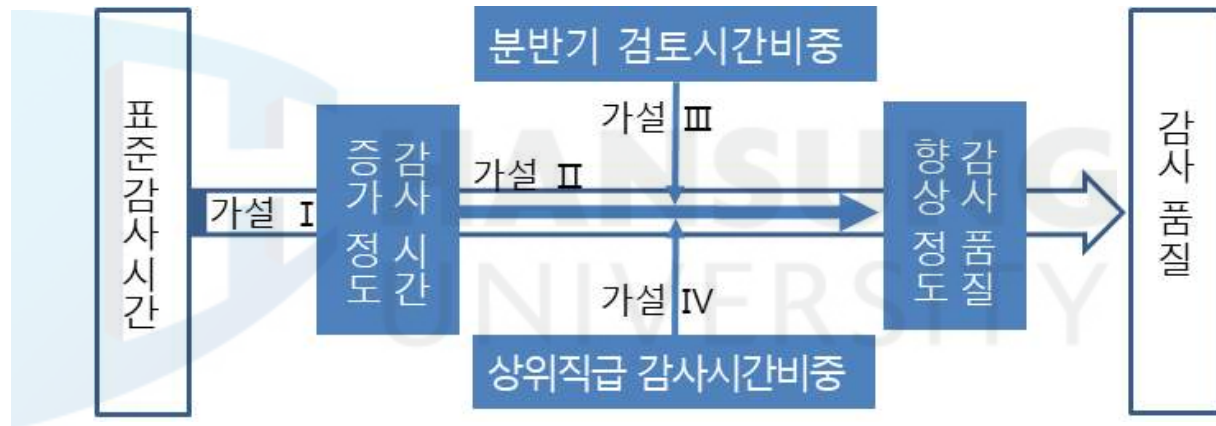 분반기 검토시간비중
표준감사시간
가설 Ⅰ
감사 시간
증가 정도
가설 Ⅲ
가설 Ⅱ
가설 Ⅳ
상위직급 감사시간비중
감사 품질
향상 정도
감사 품질
HANSUNG
UNIVERSITY